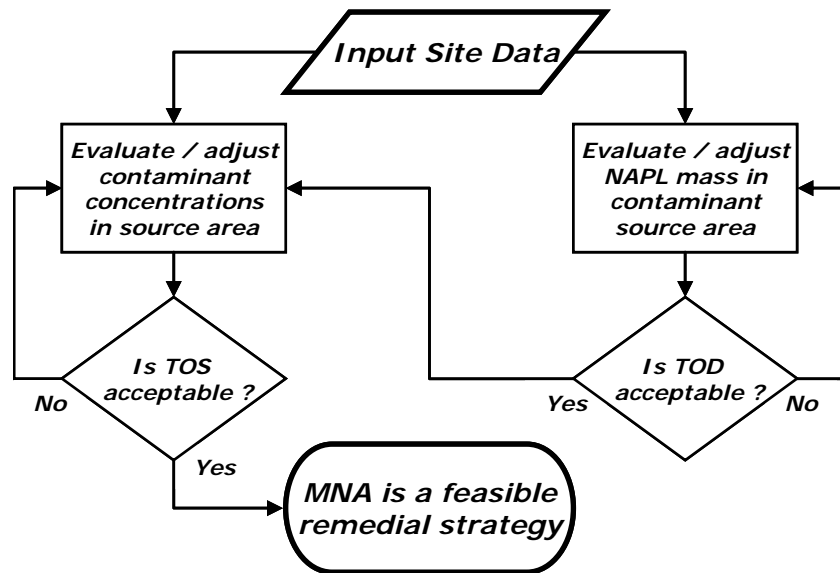 Input Site Data
Evaluate / adjust
contaminant
concentrations
in source area
Evaluate / adjust
NAPL mass in
contaminant
source area
Is TOS
acceptable ?
No
Yes
Is TOD
acceptable ?
Yes
No
MNA is a feasible
remedial strategy